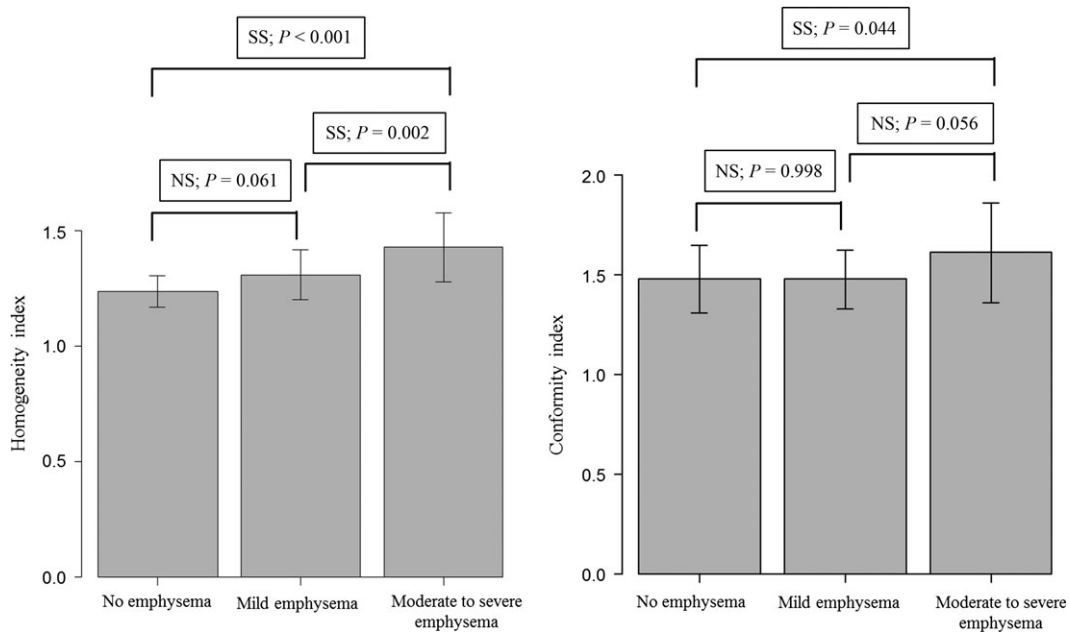 SS; P < 0.001
SS; P = 0.002
NS; P = 0.061
1.5
1.0
0.5
0.0
Homogeneity index
No emphysema
Mild emphysema
Moderate to severe
emphysema
SS; P = 0.044
NS; P = 0.056
NS; P = 0.998
2.0
1.5
1.0
0.5
0.0
Conformity index
No emphysema
Mild emphysema
Moderate to severe
emphysema